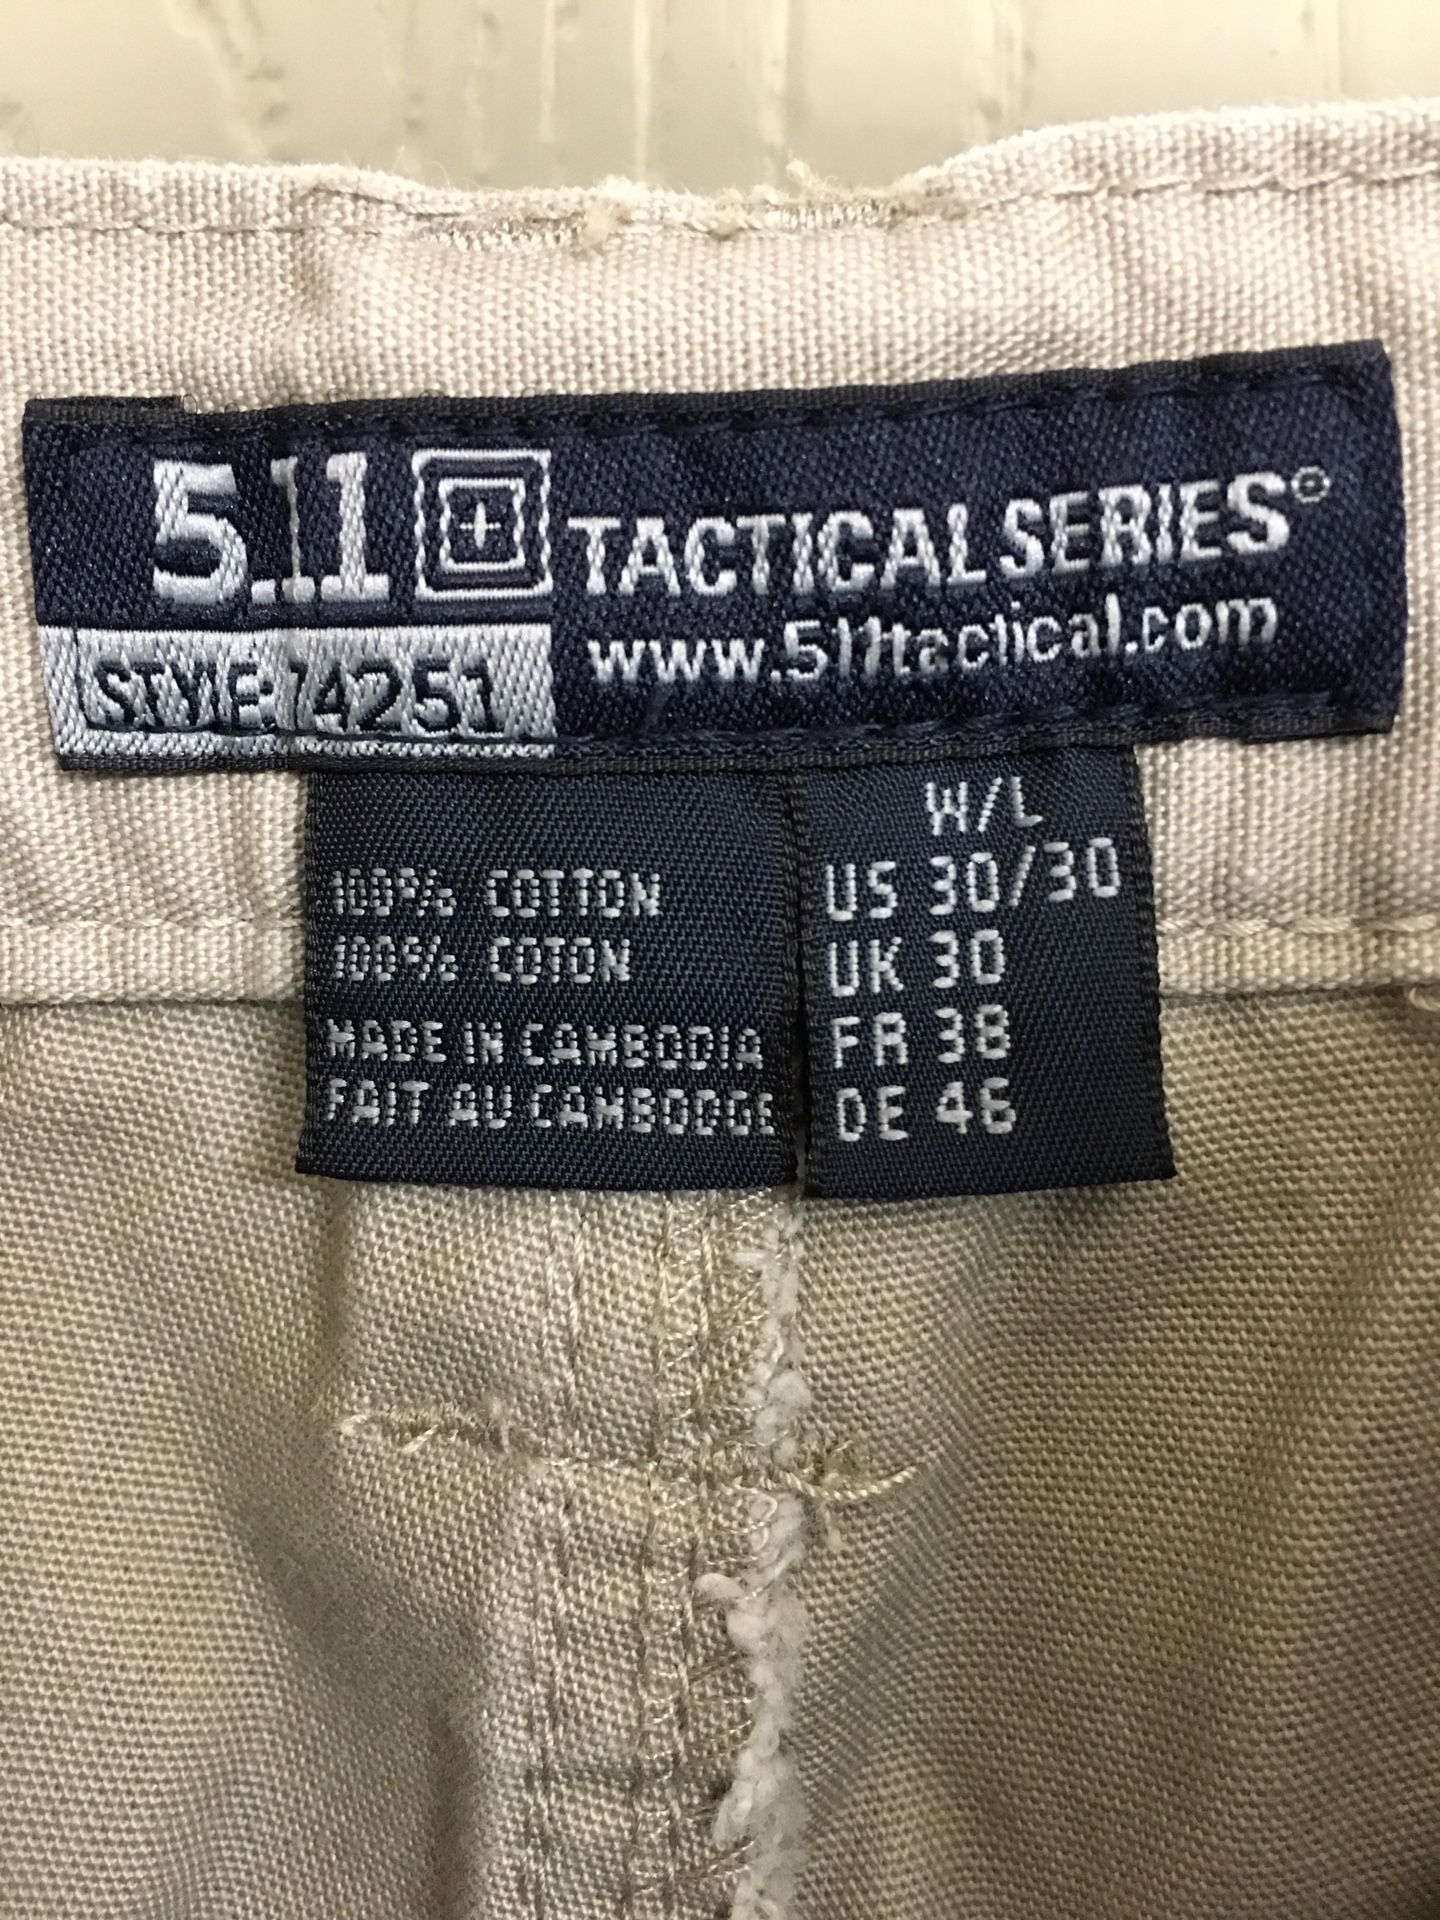 5.11 TACTICAL SERIES®
www.511tactical.com
STYLE:74251
100% COTTON
100% COTON
MADE IN CAMBODIA
FAIT AU CAMBODGE
W/L
US 30/30
UK 30
FR 38
DE 46